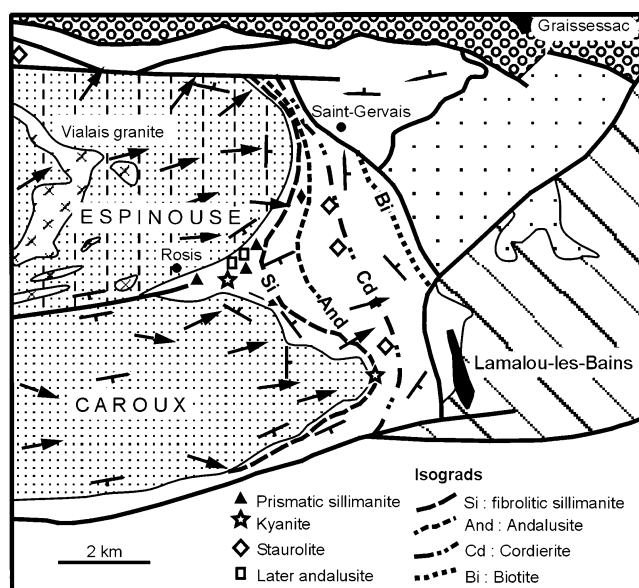 Graissessac
Saint-Gervais
Vialais granite
ESPINOUSE
Rosis
Bi
Si
And
Cd
Lamalou-les-Bains
CAROUX
Isograds
Prismatic sillimanite
Kyanite
Staurolite
Later andalusite
Si : fibrolitic sillimanite
And : Andalusite
Cd : Cordierite
Bi : Biotite
2 km